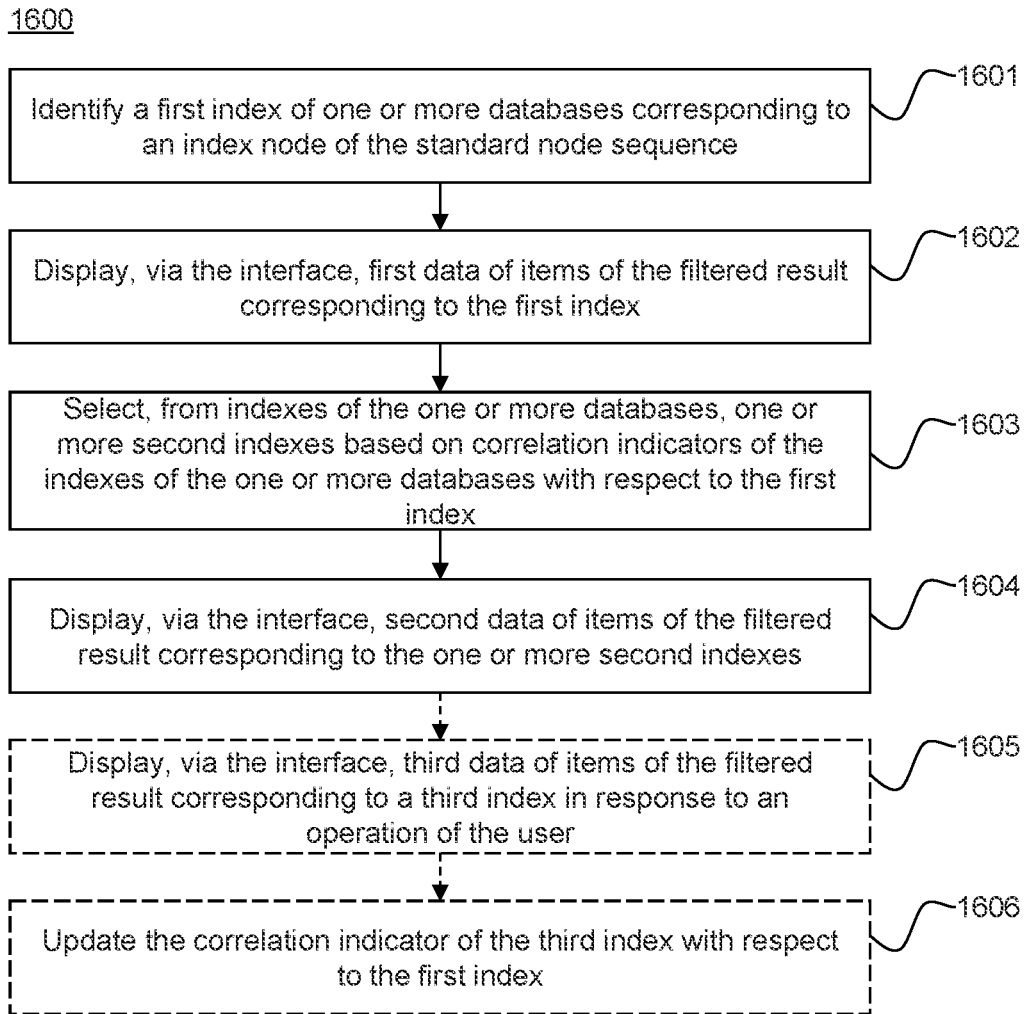 1600
1601
Identify a first index of one or more databases corresponding to
an index node of the standard node sequence
1602
Display, via the interface, first data of items of the filtered result
corresponding to the first index
1603
Select, from indexes of the one or more databases, one or
more second indexes based on correlation indicators of the
indexes of the one or more databases with respect to the first
index
1604
Display, via the interface, second data of items of the filtered
result corresponding to the one or more second indexes
1605
Display, via the interface, third data of items of the filtered
result corresponding to a third index in response to an
operation of the user
1606
Update the correlation indicator of the third index with respect
to the first index